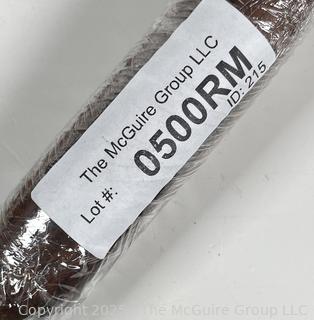 The McGuire Group LLC
Lot #: 0500RM
ID: 215
Copyright 2025 The McGuire Group LLC